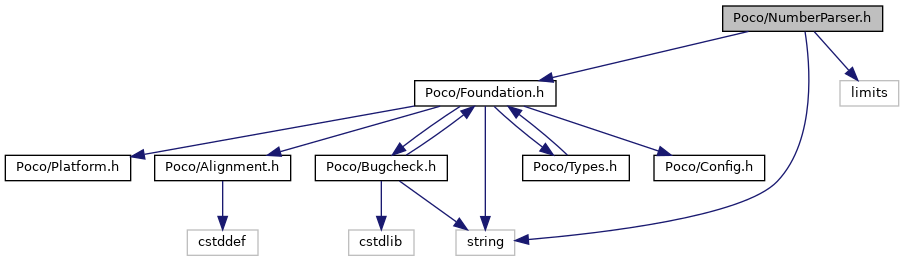 Poco/NumberParser.h
Poco/Foundation.h
limits
Poco/Platform.h
Poco/Alignment.h
Poco/Bugcheck.h
Poco/Types.h
Poco/Config.h
cstddef
cstdlib
string